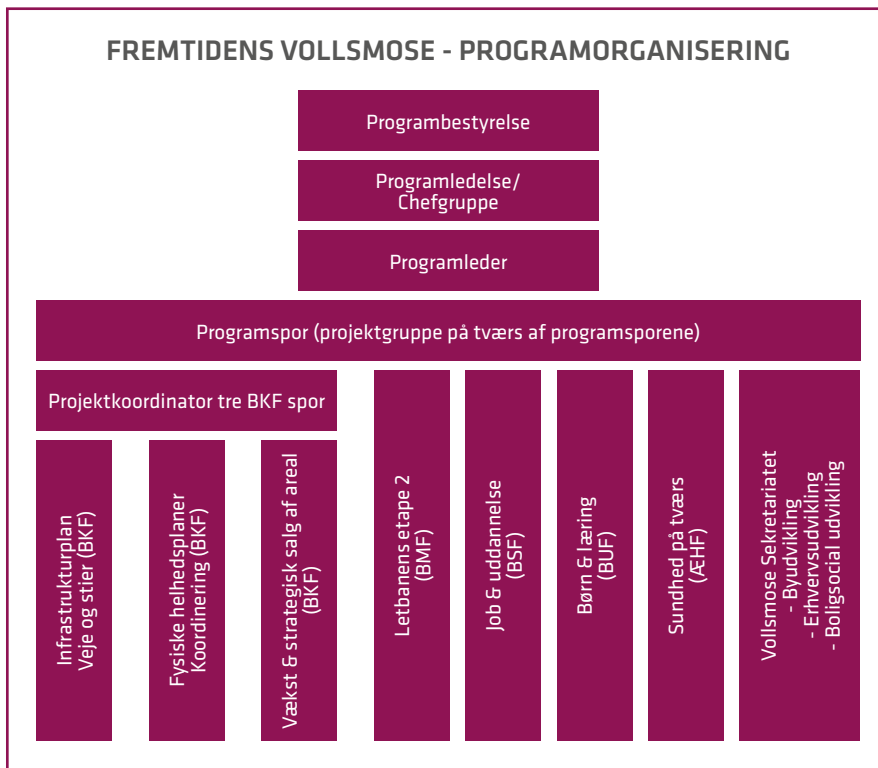 FREMTIDENS VOLLSMOSE - PROGRAMORGANISERING
Programbestyrelse
Programledelse/
Chefgruppe
Programleder
Programspor (projektgruppe på tværs af programsporene)
Projektkoordinator tre BKF spor
Infrastrukturplan
Veje og stier (BKF)
Fysiske helhedsplaner
Koordinering (BKF)
Vækst & strategisk salg af areal
(BKF)
Letbanens etape 2
(BMF)
Job & uddannelse
(BSF)
Børn & læring
(BUF)
Sundhed på tværs
(ÆHF)
Vollsmose Sekretariatet
- Byudvikling
- Erhvervsudvikling
- Boligsocial udvikling